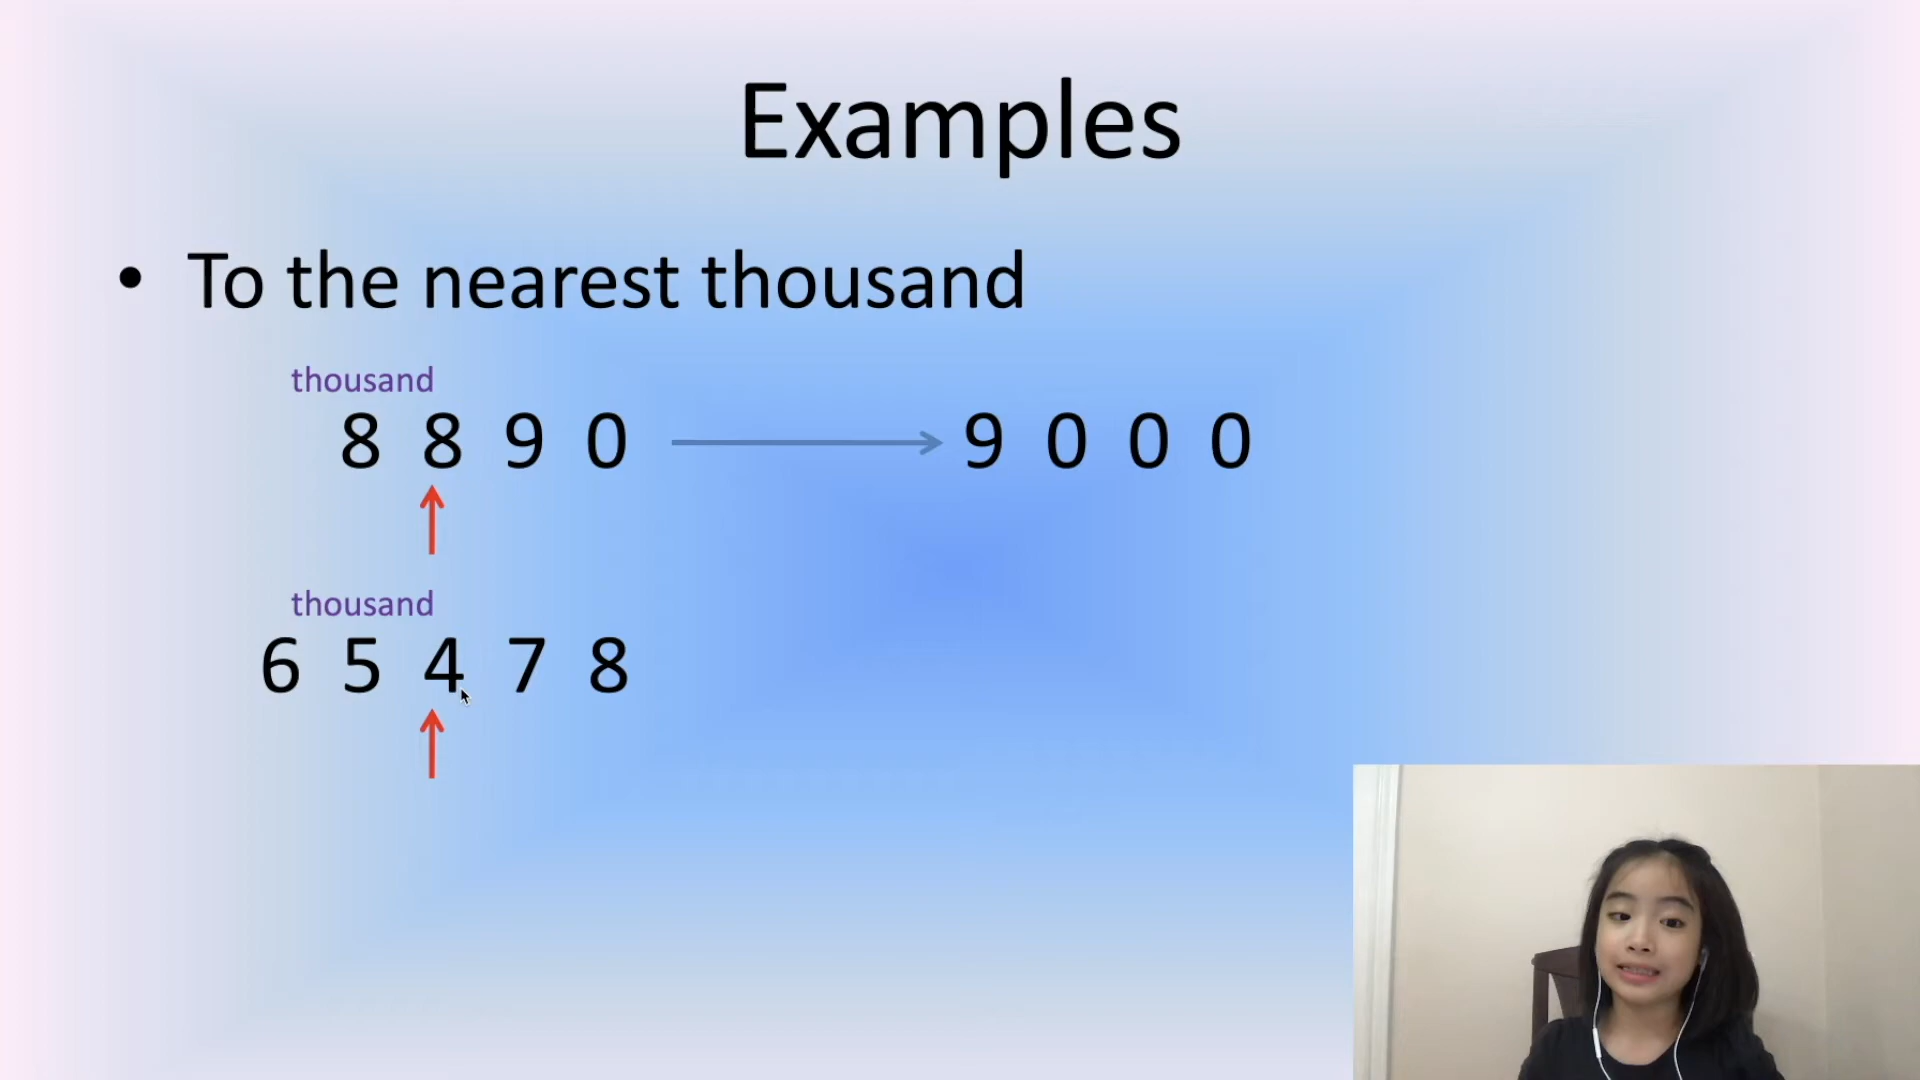 Examples
• To the nearest thousand
thousand
8 8 9 0 9 0 0 0
thousand
6 5 4 7 8